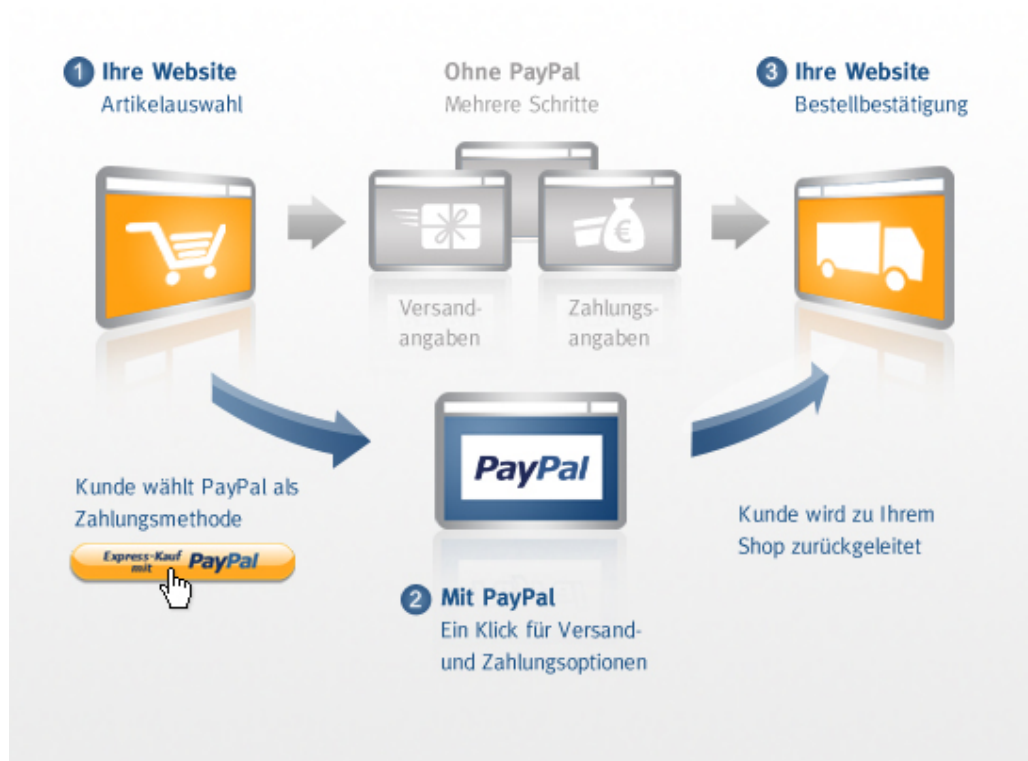 1 Ihre Website
Artikelauswahl
Ohne PayPal
Mehrere Schritte
3 Ihre Website
Bestellbestätigung
€
Versand-
angaben
Zahlungs-
angaben
PayPal
Kunde wählt PayPal als
Zahlungsmethode
Express-Kauf
mit
PayPal
2 Mit PayPal
Ein Klick für Versand-
und Zahlungsoptionen
Kunde wird zu Ihrem
Shop zurückgeleitet